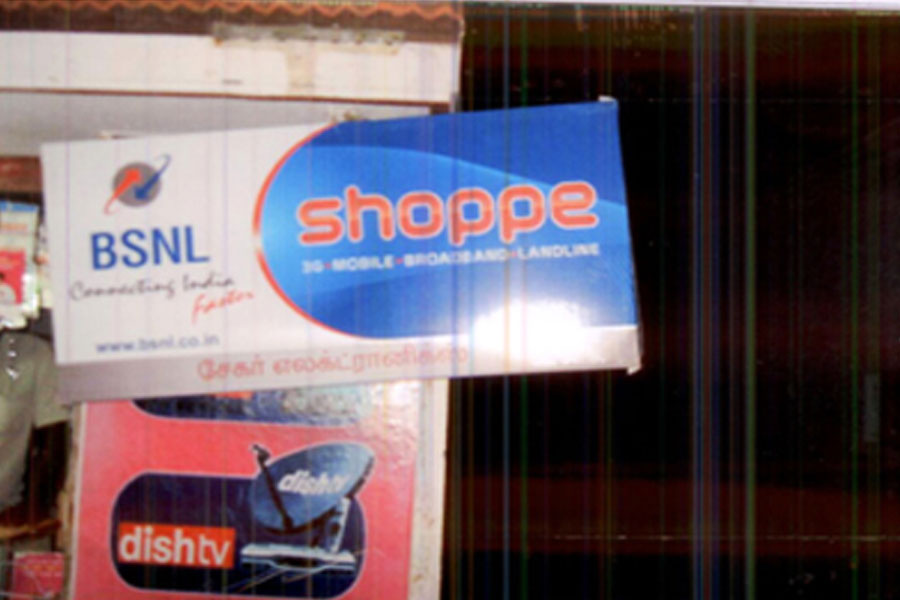 BSNL
Connecting India
Faster
www.bsnl.co.in
shoppe
3G•MOBILE•BROADBAND•LANDLINE
சேகர் எலக்ட்ரானிக்ஸ்
dishtv
dishtv